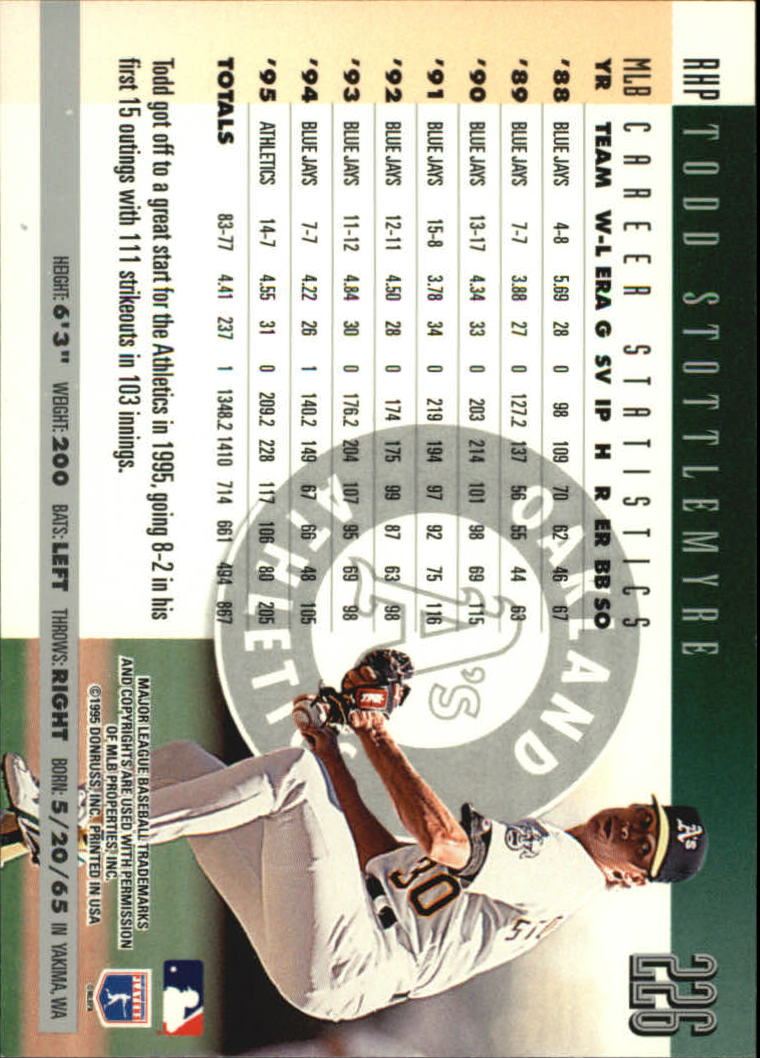 RHP TODD STOTTLEMYRE
226
MLB CAREER STATISTICS
YR TEAM W-L ERA G SV IP H R ER BB SO
'88 BLUE JAYS 4-8 5.69 28 0 98 109 70 62 46 67
'89 BLUE JAYS 7-7 3.88 27 0 127.2 137 56 55 44 63
'90 BLUE JAYS 13-17 4.34 33 0 203 214 101 98 69 115
'91 BLUE JAYS 15-8 3.78 34 0 219 194 97 92 75 116
'92 BLUE JAYS 12-11 4.50 28 0 174 175 99 87 63 98
'93 BLUE JAYS 11-12 4.84 30 0 176.2 204 107 95 69 98
'94 BLUE JAYS 7-7 4.22 26 1 140.2 149 67 66 48 105
'95 ATHLETICS 14-7 4.55 31 0 209.2 228 117 106 80 205
TOTALS 83-77 4.41 237 1 1348.2 1410 714 661 494 867
Todd got off to a great start for the Athletics in 1995, going 8-2 in his
first 15 outings with 111 strikeouts in 103 innings.
OAKLAND
A's
ATHLETICS
A's
30
MAJOR LEAGUE BASEBALL TRADEMARKS
AND COPYRIGHTS ARE USED WITH PERMISSION
OF MLB PROPERTIES, INC.
©1995 DONRUSS, INC. PRINTED IN USA
PLAYERS
©MLBPA
HEIGHT: 6'3" WEIGHT: 200 BATS: LEFT THROWS: RIGHT BORN: 5/20/65 IN YAKIMA, WA